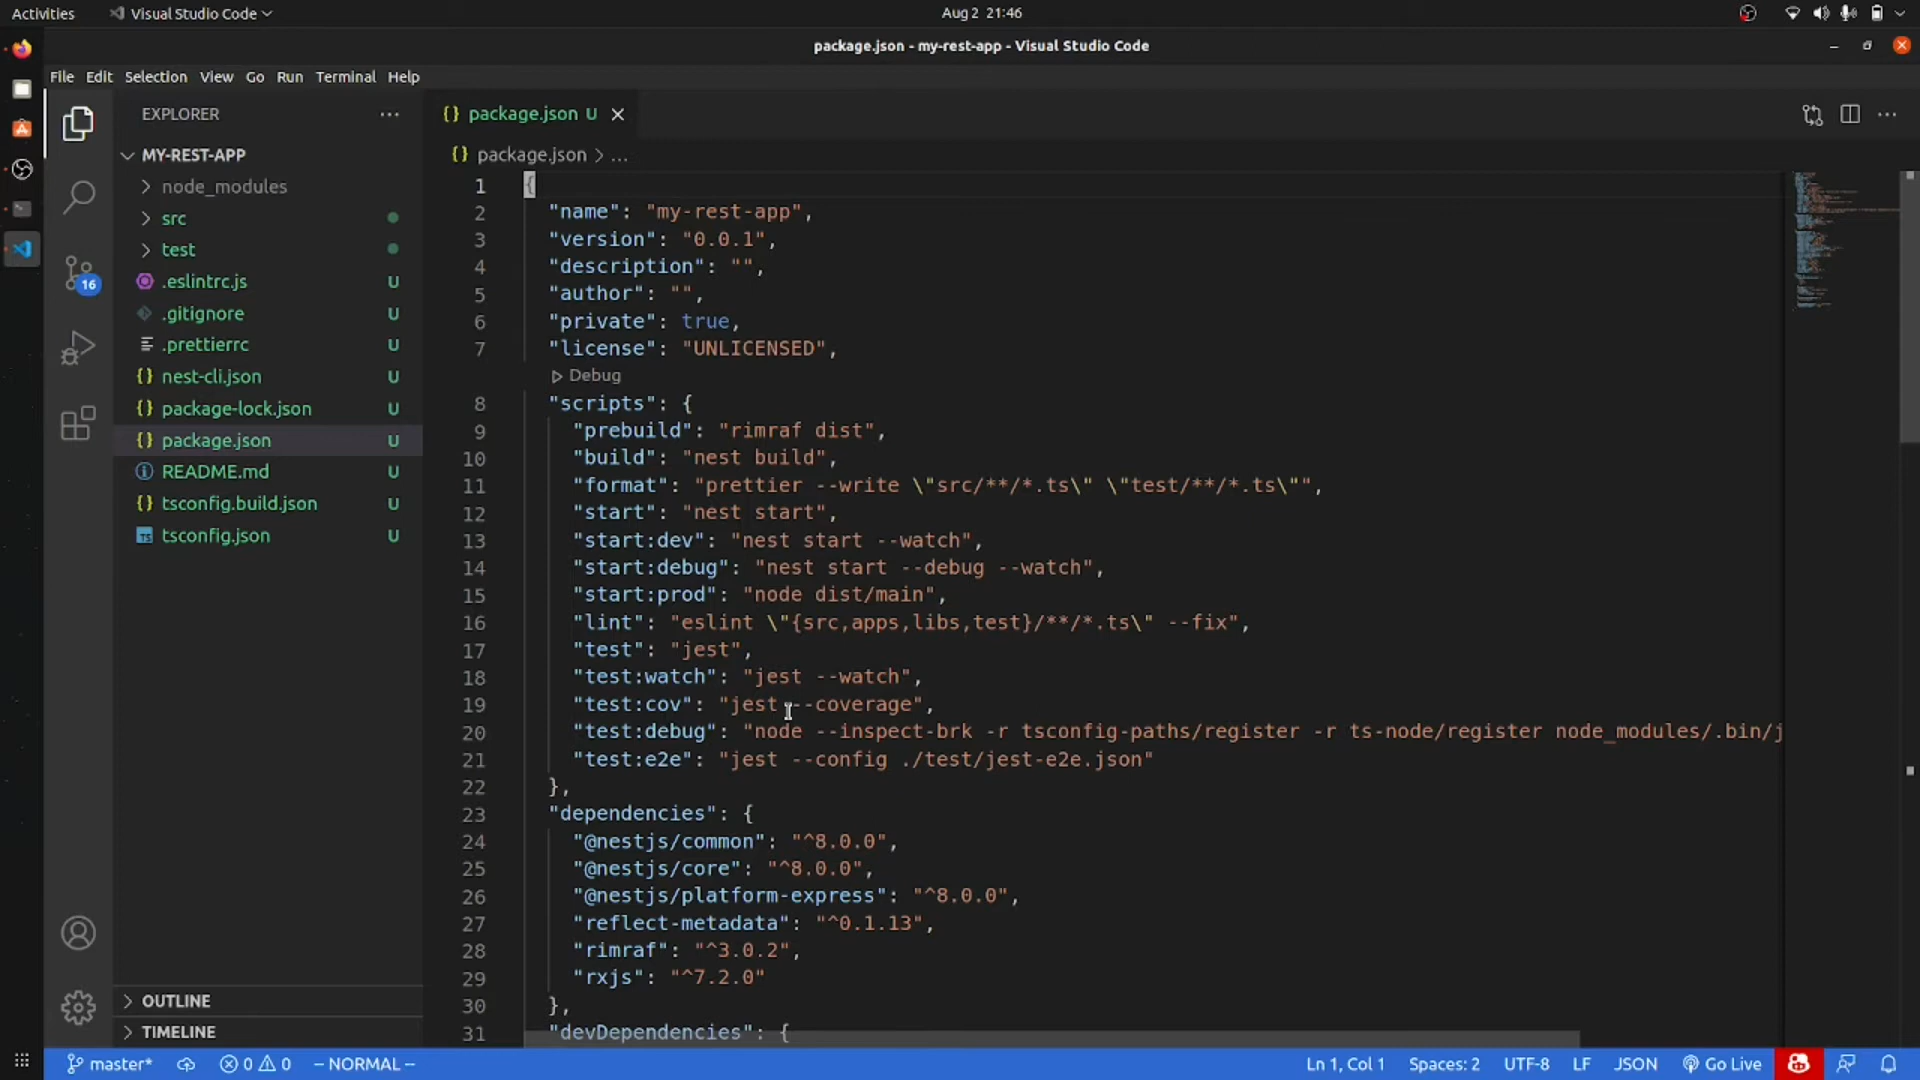 Activities
Visual Studio Code
Aug 2 21:46
package.json - my-rest-app - Visual Studio Code
File Edit Selection View Go Run Terminal Help
EXPLORER
MY-REST-APP
node_modules
src
test
.eslintrc.js U
.gitignore U
.prettierrc U
nest-cli.json U
package-lock.json U
package.json U
README.md U
tsconfig.build.json U
tsconfig.json U
OUTLINE
TIMELINE
16
package.json U
package.json > ...
1 {
2 "name": "my-rest-app",
3 "version": "0.0.1",
4 "description": "",
5 "author": "",
6 "private": true,
7 "license": "UNLICENSED",
Debug
8 "scripts": {
9 "prebuild": "rimraf dist",
10 "build": "nest build",
11 "format": "prettier --write \"src/**/*.ts\" \"test/**/*.ts\"",
12 "start": "nest start",
13 "start:dev": "nest start --watch",
14 "start:debug": "nest start --debug --watch",
15 "start:prod": "node dist/main",
16 "lint": "eslint \"{src,apps,libs,test}/**/*.ts\" --fix",
17 "test": "jest",
18 "test:watch": "jest --watch",
19 "test:cov": "jest --coverage",
20 "test:debug": "node --inspect-brk -r tsconfig-paths/register -r ts-node/register node_modules/.bin/j
21 "test:e2e": "jest --config ./test/jest-e2e.json"
22 },
23 "dependencies": {
24 "@nestjs/common": "^8.0.0",
25 "@nestjs/core": "^8.0.0",
26 "@nestjs/platform-express": "^8.0.0",
27 "reflect-metadata": "^0.1.13",
28 "rimraf": "^3.0.2",
29 "rxjs": "^7.2.0"
30 },
31 "devDependencies": {
master* 0 0 -- NORMAL -- Ln 1, Col 1 Spaces: 2 UTF-8 LF JSON Go Live